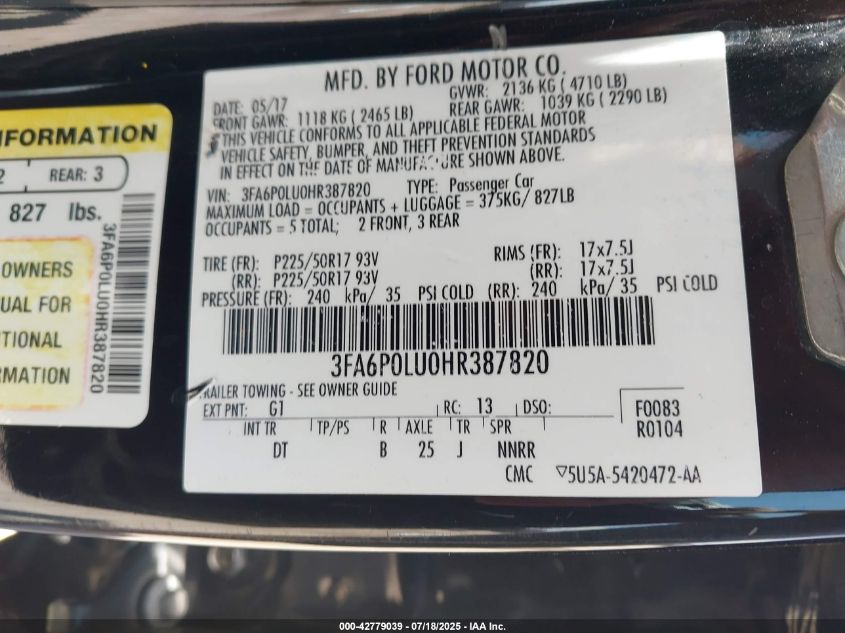 MFD. BY FORD MOTOR CO.
DATE: 05/17
GVWR: 2136 KG ( 4710 LB)
FRONT GAWR: 1118 KG ( 2465 LB)
REAR GAWR: 1039 KG ( 2290 LB)
THIS VEHICLE CONFORMS TO ALL APPLICABLE FEDERAL MOTOR
VEHICLE SAFETY, BUMPER, AND THEFT PREVENTION STANDARDS
IN EFFECT ON THE DATE OF MANUFACTURE SHOWN ABOVE.
VIN: 3FA6P0LU0HR387820 TYPE: Passenger Car
MAXIMUM LOAD = OCCUPANTS + LUGGAGE = 375KG/ 827LB
OCCUPANTS = 5 TOTAL; 2 FRONT, 3 REAR
TIRE (FR): P225/50R17 93V RIMS (FR): 17x7.5J
(RR): P225/50R17 93V (RR): 17x7.5J
PRESSURE (FR): 240 kPa/ 35 PSI COLD (RR): 240 kPa/ 35 PSI COLD
3FA6P0LU0HR387820
TRAILER TOWING - SEE OWNER GUIDE
EXT PNT: G1 RC: 13 DSO:
F0083
R0104
INT TR TP/PS R AXLE TR SPR
DT B 25 J NNRR
CMC ▽5U5A-5420472-AA
INFORMATION
2 REAR: 3
827 lbs.
OWNERS
UAL FOR
TIONAL
RMATION
3FA6P0LU0HR387820
000-42779039 - 07/18/2025 - IAA Inc.